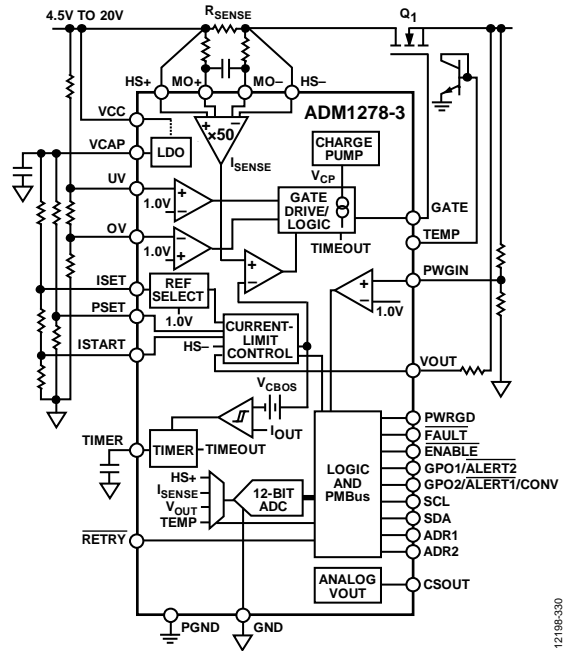 4.5V TO 20V
RSENSE
Q1
HS+
MO+
MO–
HS–
ADM1278-3
VCC
×50
CHARGE PUMP
VCAP
LDO
ISENSE
VCP
UV
1.0V
GATE DRIVE/ LOGIC
GATE
TIMEOUT
TEMP
OV
1.0V
ISET
REF SELECT
PWGIN
PSET
1.0V
1.0V
CURRENT-LIMIT CONTROL
ISTART
HS–
VOUT
VCBOS
IOUT
PWRGD
TIMER
TIMER
TIMEOUT
FAULT
ENABLE
LOGIC AND PMBus
GPO1/ALERT2
HS+
GPO2/ALERT1/CONV
ISENSE
12-BIT ADC
SCL
VOUT
SDA
TEMP
ADR1
RETRY
ADR2
ANALOG VOUT
CSOUT
PGND
GND
12198-330